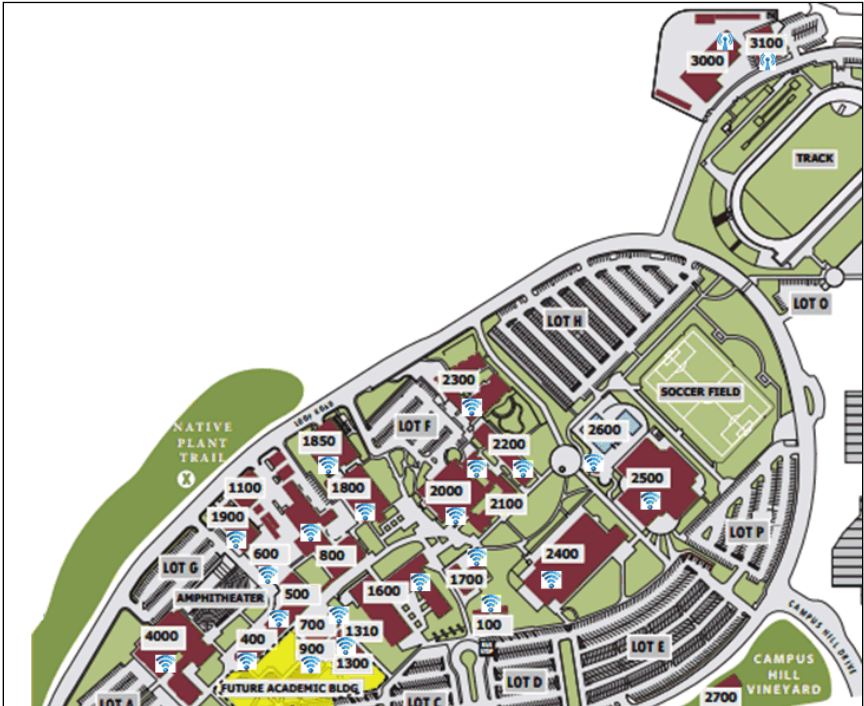 3100
3000
TRACK
LOT O
LOT H
SOCCER FIELD
2300
LOOP ROAD
NATIVE
PLANT
TRAIL
X
LOT F
2600
1850
2200
2500
1100
1800
2000
2100
1900
LOT P
600
800
2400
LOT G
AMPHITHEATER
500
1600
1700
700
1310
100
4000
400
900
1300
LOT E
CAMPUS HILL DRIVE
CAMPUS
HILL
VINEYARD
FUTURE ACADEMIC BLDG
LOT D
2700
LOT A
LOT C